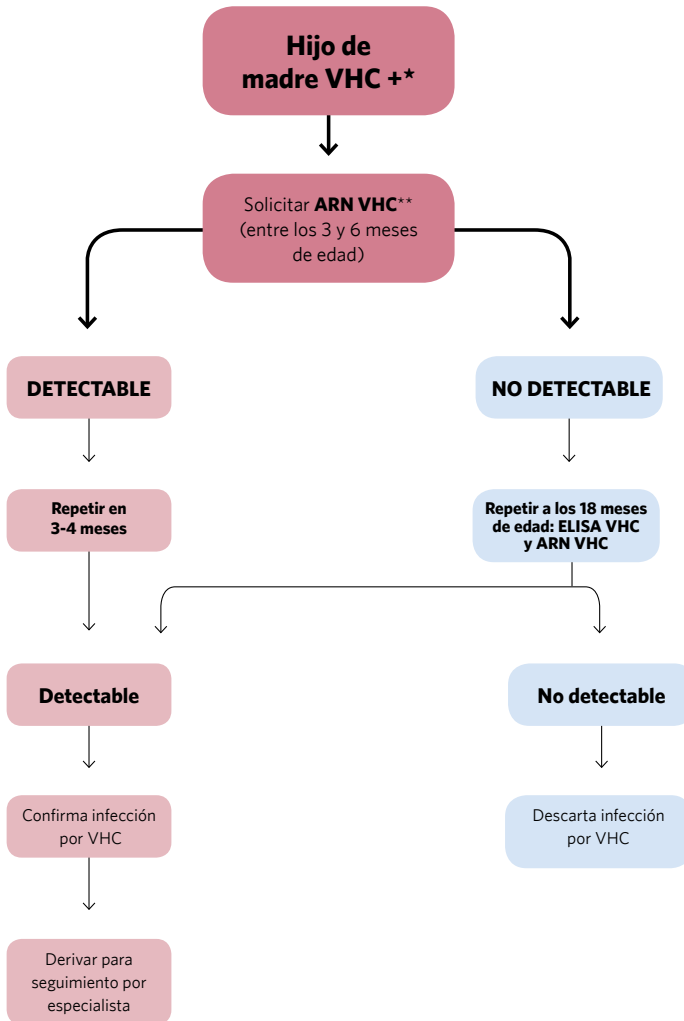 Hijo de
madre VHC +*
Solicitar ARN VHC**
(entre los 3 y 6 meses
de edad)
DETECTABLE
NO DETECTABLE
Repetir en
3-4 meses
Repetir a los 18 meses
de edad: ELISA VHC
y ARN VHC
Detectable
No detectable
Confirma infección
por VHC
Descarta infección
por VHC
Derivar para
seguimiento por
especialista